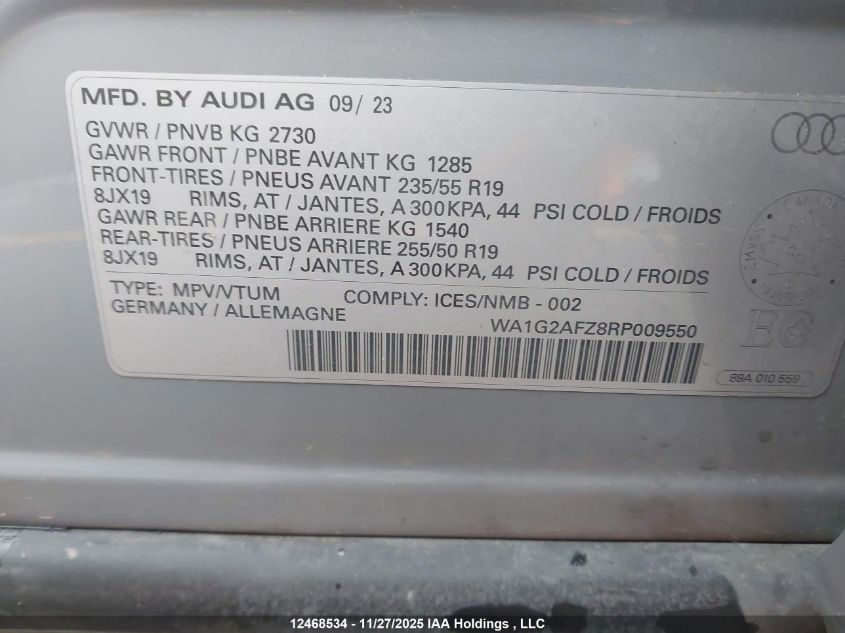 MFD. BY AUDI AG 09/ 23
GVWR / PNVB KG 2730
GAWR FRONT / PNBE AVANT KG 1285
FRONT-TIRES / PNEUS AVANT 235/55 R19
8JX19 RIMS, AT / JANTES, A 300KPA, 44 PSI COLD / FROIDS
GAWR REAR / PNBE ARRIERE KG 1540
REAR-TIRES / PNEUS ARRIERE 255/50 R19
8JX19 RIMS, AT / JANTES, A 300KPA, 44 PSI COLD / FROIDS
CANADA
CMVSS
TYPE: MPV/VTUM COMPLY: ICES/NMB - 002
GERMANY / ALLEMAGNE
WA1G2AFZ8RP009550
89A 010 559
12468534 - 11/27/2025 IAA Holdings , LLC